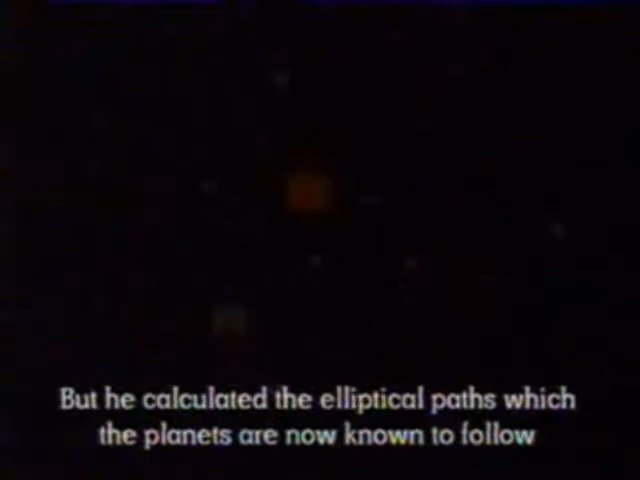 But he calculated the elliptical paths which
the planets are now known to follow